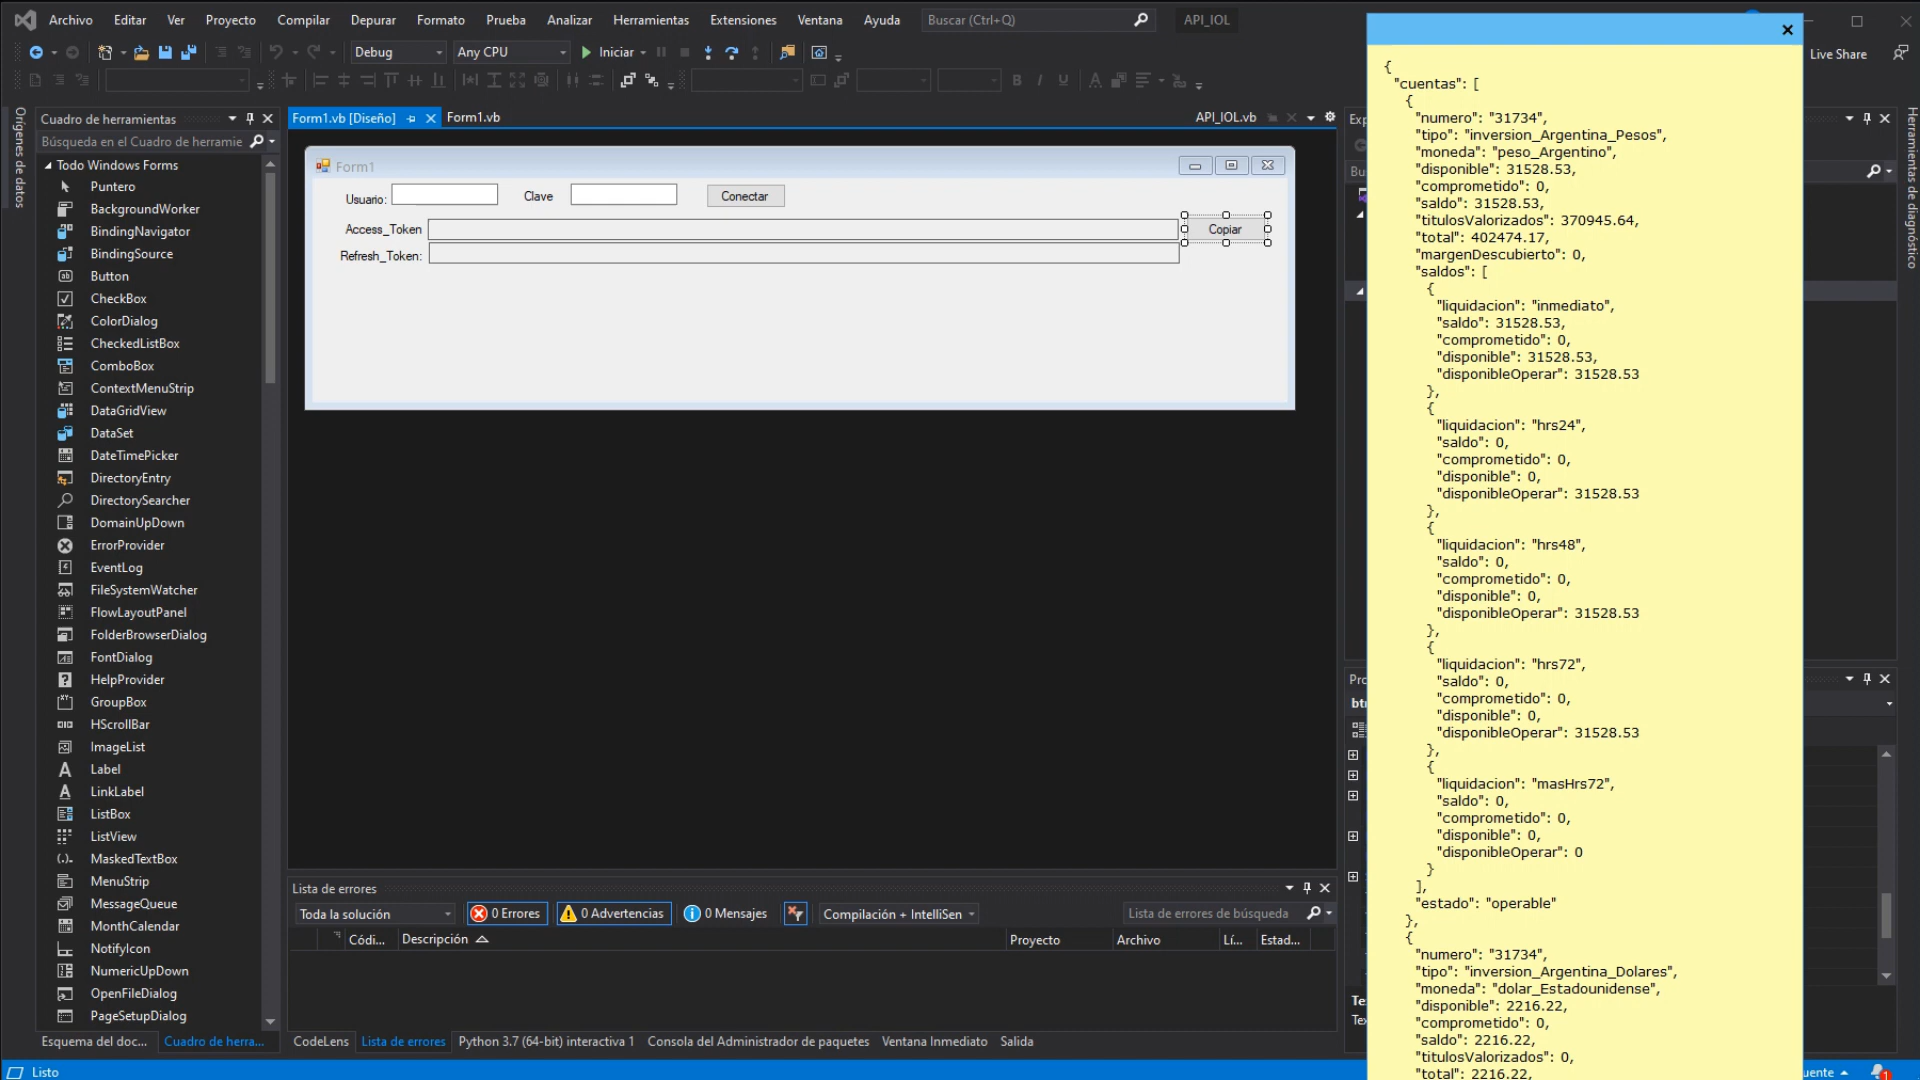 Archivo Editar Ver Proyecto Compilar Depurar Formato Prueba Analizar Herramientas Extensiones Ventana Ayuda Buscar (Ctrl+Q) API_IOL
Debug Any CPU Iniciar Live Share
Orígenes de datos
Cuadro de herramientas
Búsqueda en el Cuadro de herramie
Todo Windows Forms
Puntero
BackgroundWorker
BindingNavigator
BindingSource
Button
CheckBox
ColorDialog
CheckedListBox
ComboBox
ContextMenuStrip
DataGridView
DataSet
DateTimePicker
DirectoryEntry
DirectorySearcher
DomainUpDown
ErrorProvider
EventLog
FileSystemWatcher
FlowLayoutPanel
FolderBrowserDialog
FontDialog
HelpProvider
GroupBox
HScrollBar
ImageList
Label
LinkLabel
ListBox
ListView
MaskedTextBox
MenuStrip
MessageQueue
MonthCalendar
NotifyIcon
NumericUpDown
OpenFileDialog
PageSetupDialog
Esquema del doc... Cuadro de herra...
Form1.vb [Diseño] Form1.vb API_IOL.vb
Form1
Usuario: Clave Conectar
Access_Token Copiar
Refresh_Token:
Lista de errores
Toda la solución 0 Errores 0 Advertencias 0 Mensajes Compilación + IntelliSen Lista de errores de búsqueda
Códi... Descripción Proyecto Archivo Lí... Estad...
CodeLens Lista de errores Python 3.7 (64-bit) interactiva 1 Consola del Administrador de paquetes Ventana Inmediato Salida
Listo
{
"cuentas": [
{
"numero": "31734",
"tipo": "inversion_Argentina_Pesos",
"moneda": "peso_Argentino",
"disponible": 31528.53,
"comprometido": 0,
"saldo": 31528.53,
"titulosValorizados": 370945.64,
"total": 402474.17,
"margenDescubierto": 0,
"saldos": [
{
"liquidacion": "inmediato",
"saldo": 31528.53,
"comprometido": 0,
"disponible": 31528.53,
"disponibleOperar": 31528.53
},
{
"liquidacion": "hrs24",
"saldo": 0,
"comprometido": 0,
"disponible": 0,
"disponibleOperar": 31528.53
},
{
"liquidacion": "hrs48",
"saldo": 0,
"comprometido": 0,
"disponible": 0,
"disponibleOperar": 31528.53
},
{
"liquidacion": "hrs72",
"saldo": 0,
"comprometido": 0,
"disponible": 0,
"disponibleOperar": 31528.53
},
{
"liquidacion": "masHrs72",
"saldo": 0,
"comprometido": 0,
"disponible": 0,
"disponibleOperar": 0
}
],
"estado": "operable"
},
{
"numero": "31734",
"tipo": "inversion_Argentina_Dolares",
"moneda": "dolar_Estadounidense",
"disponible": 2216.22,
"comprometido": 0,
"saldo": 2216.22,
"titulosValorizados": 0,
"total": 2216.22,
Herramientas de diagnóstico